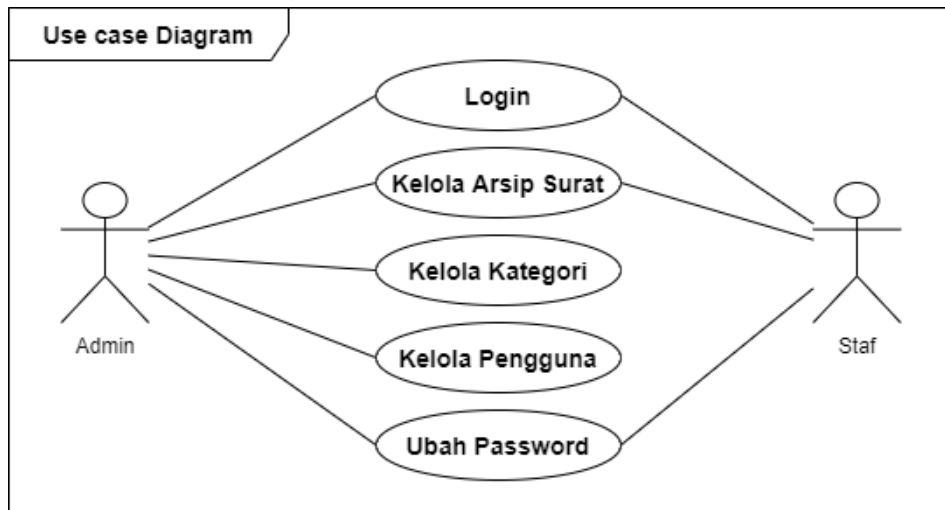 Use case Diagram
Login
Kelola Arsip Surat
Kelola Kategori
Kelola Pengguna
Ubah Password
Admin
Staf